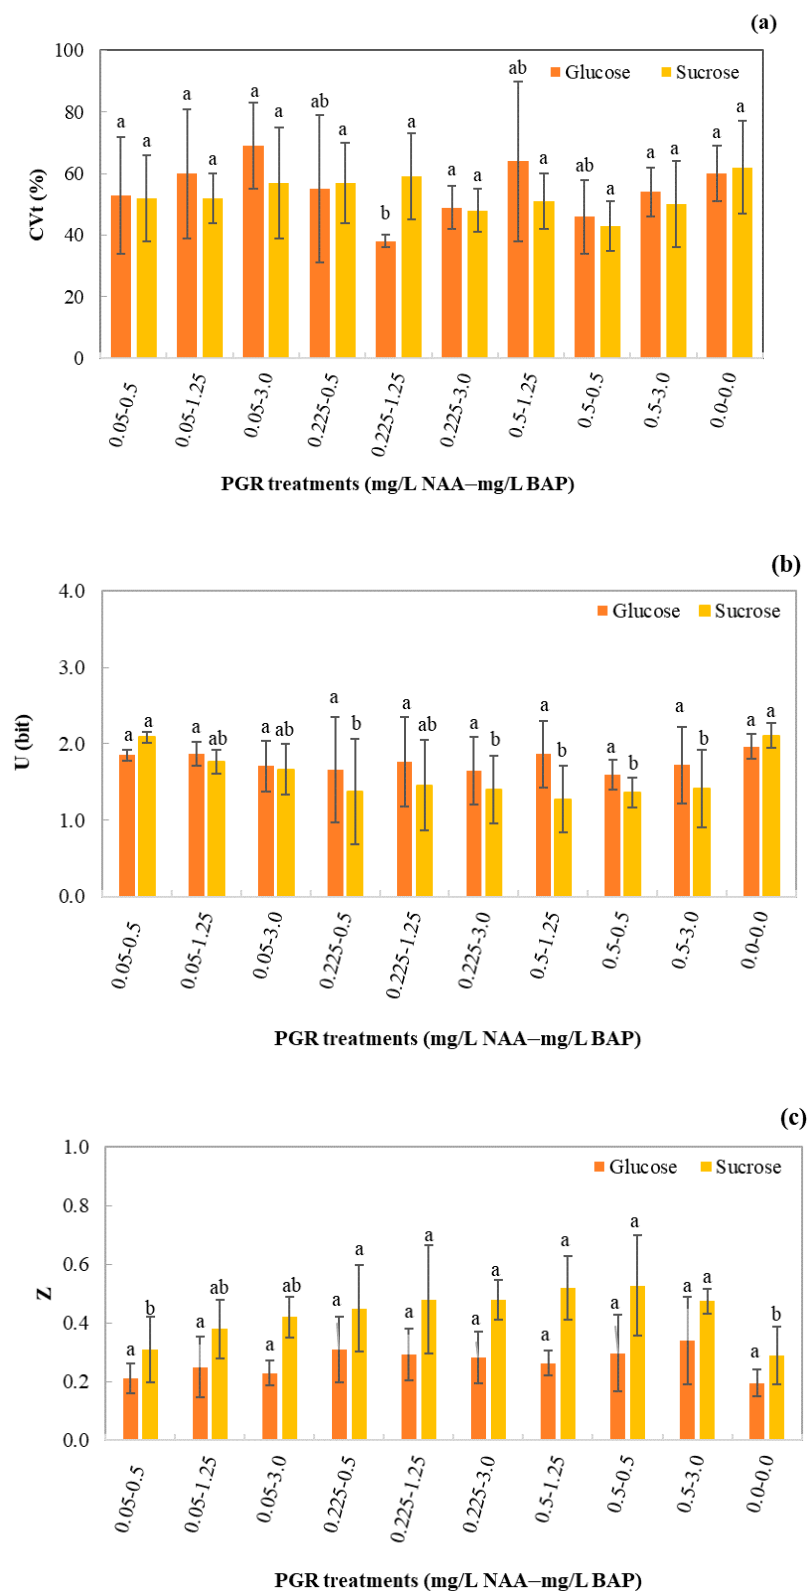 (a)
100
80
60
40
20
0
CVt (%)
Glucose
Sucrose
a a a a a a ab a b a a a ab a ab a a a a a
0.05-0.5
0.05-1.25
0.05-3.0
0.225-0.5
0.225-1.25
0.225-3.0
0.5-1.25
0.5-0.5
0.5-3.0
0.0-0.0
PGR treatments (mg/L NAA–mg/L BAP)
(b)
4.0
3.0
2.0
1.0
0.0
U (bit)
Glucose
Sucrose
a a a ab a ab a b a ab a b a b a b a b a a
0.05-0.5
0.05-1.25
0.05-3.0
0.225-0.5
0.225-1.25
0.225-3.0
0.5-1.25
0.5-0.5
0.5-3.0
0.0-0.0
PGR treatments (mg/L NAA–mg/L BAP)
(c)
1.0
0.8
0.6
0.4
0.2
0.0
Z
Glucose
Sucrose
a b a ab a ab a a a a a a a a a a a a a b
0.05-0.5
0.05-1.25
0.05-3.0
0.225-0.5
0.225-1.25
0.225-3.0
0.5-1.25
0.5-0.5
0.5-3.0
0.0-0.0
PGR treatments (mg/L NAA–mg/L BAP)